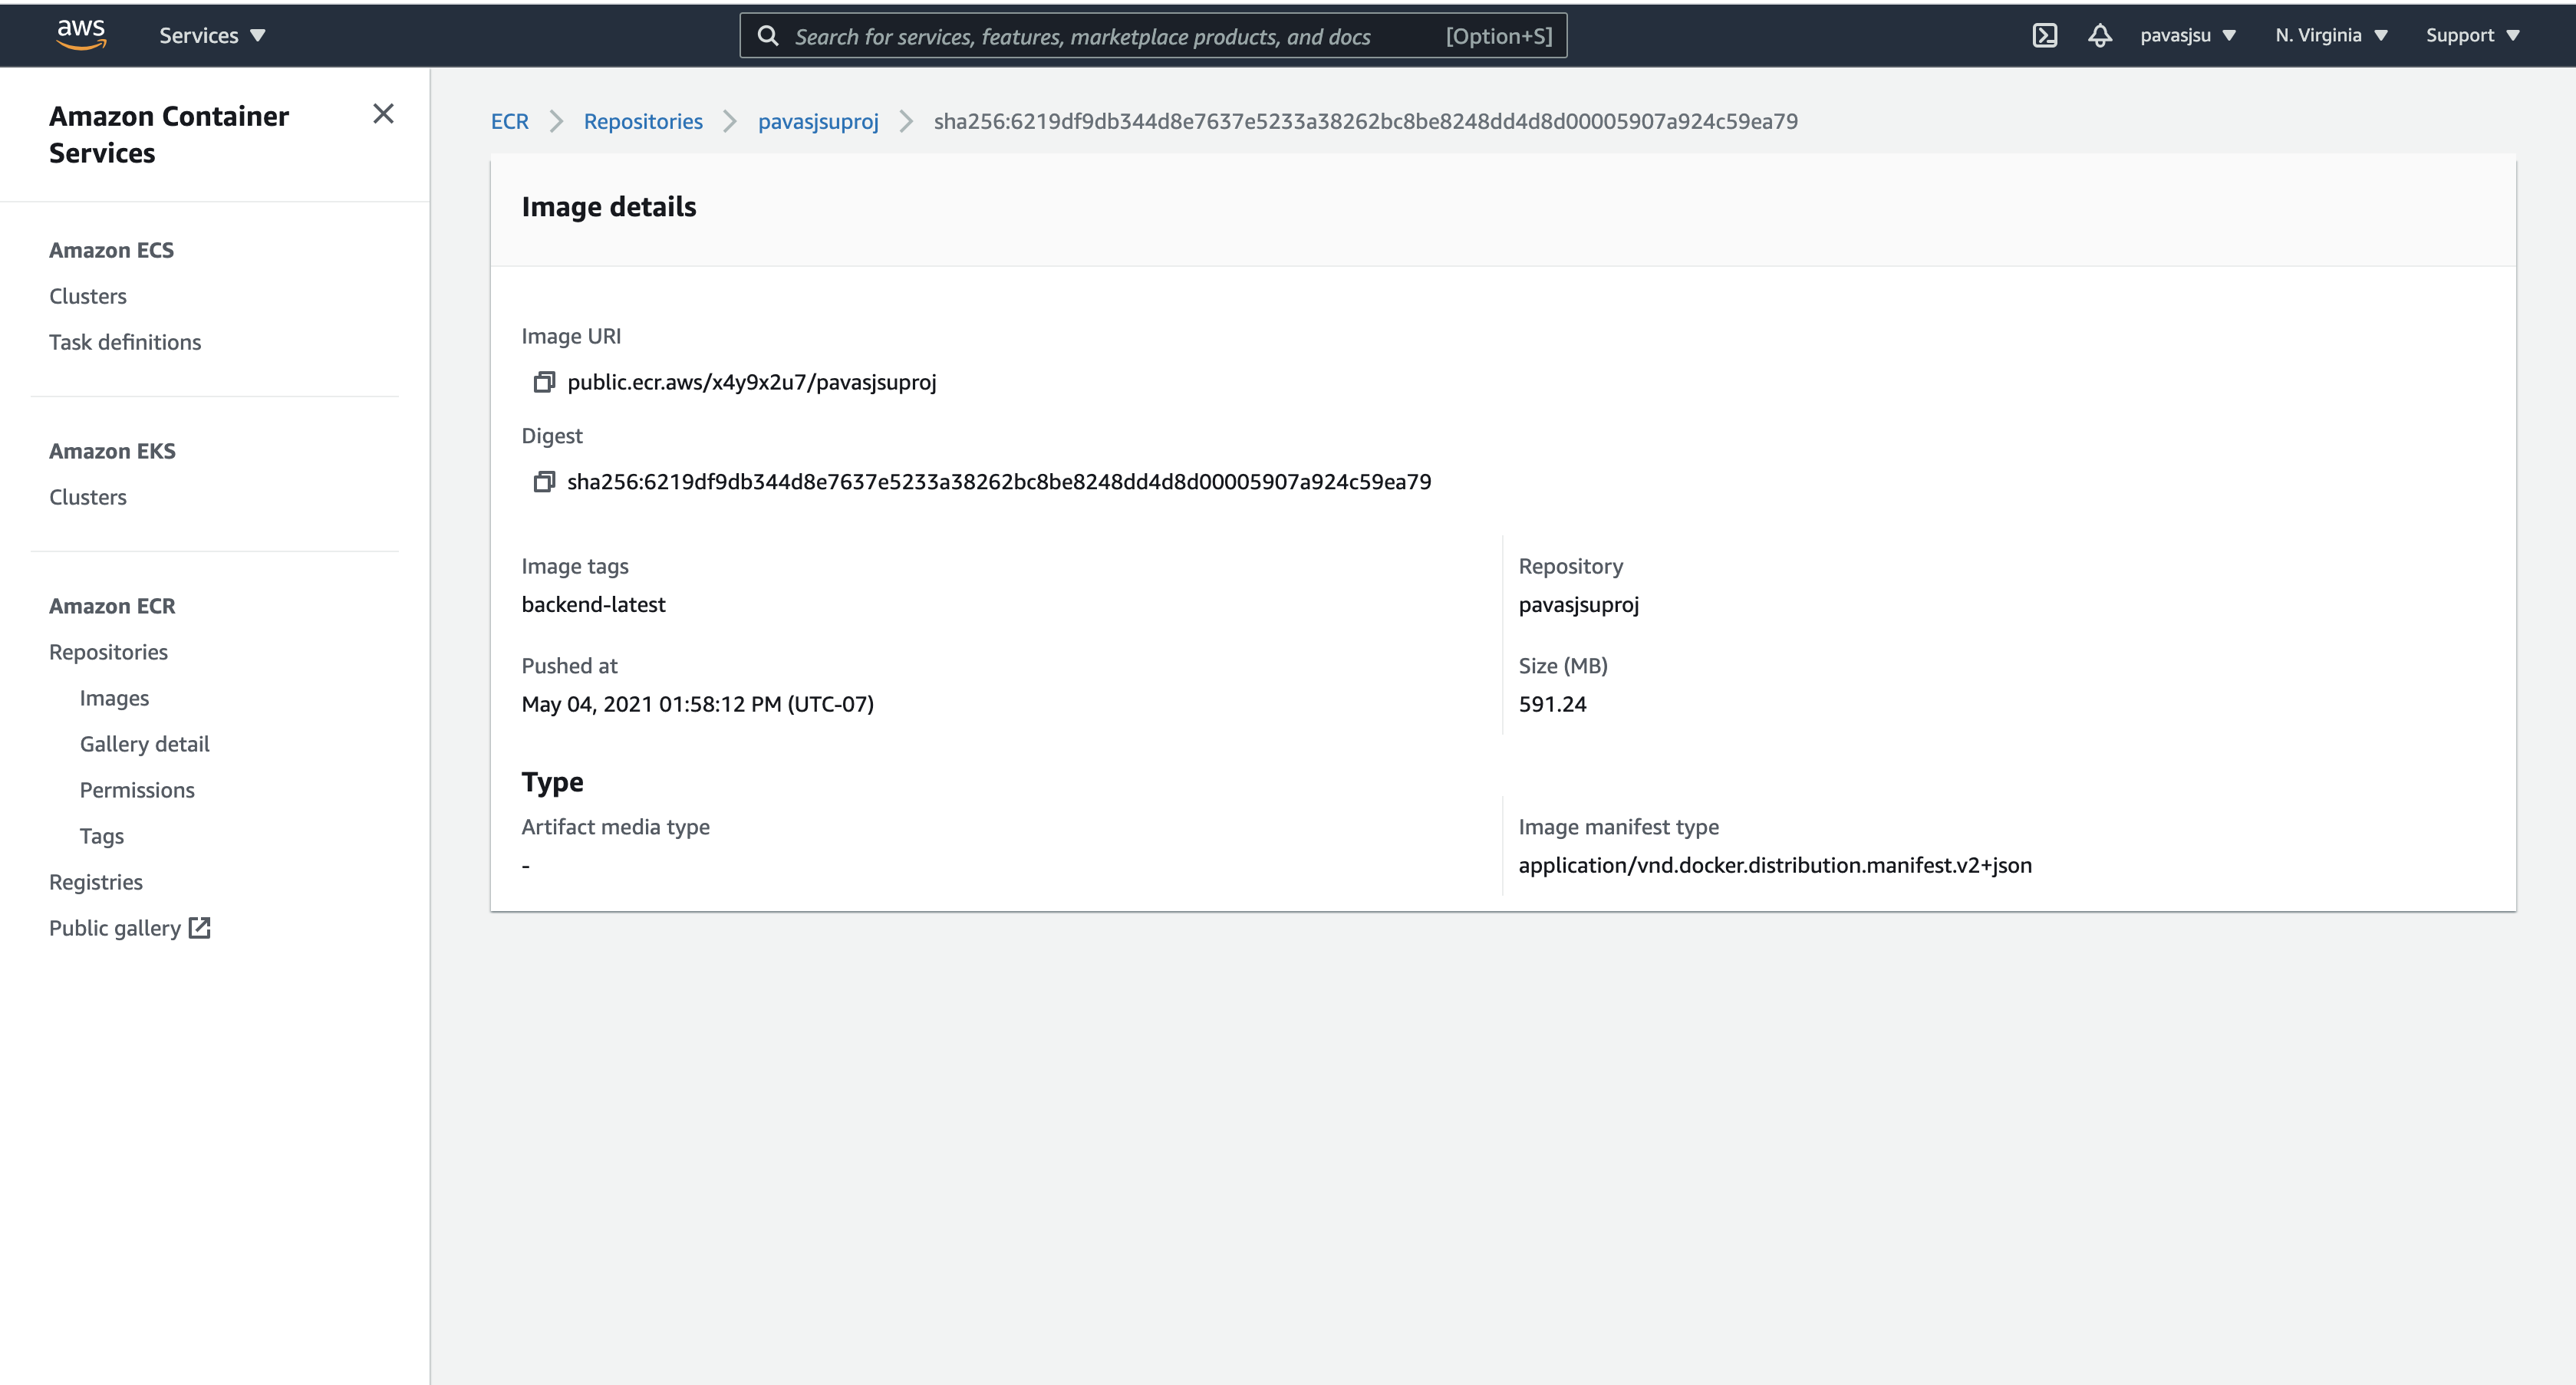 aws
Services
Search for services, features, marketplace products, and docs
[Option+S]
pavasjsu
N. Virginia
Support
Amazon Container
Services
Amazon ECS
Clusters
Task definitions
Amazon EKS
Clusters
Amazon ECR
Repositories
Images
Gallery detail
Permissions
Tags
Registries
Public gallery
ECR
Repositories
pavasjsuproj
sha256:6219df9db344d8e7637e5233a38262bc8be8248dd4d8d00005907a924c59ea79
Image details
Image URI
public.ecr.aws/x4y9x2u7/pavasjsuproj
Digest
sha256:6219df9db344d8e7637e5233a38262bc8be8248dd4d8d00005907a924c59ea79
Image tags
backend-latest
Repository
pavasjsuproj
Pushed at
May 04, 2021 01:58:12 PM (UTC-07)
Size (MB)
591.24
Type
Artifact media type
-
Image manifest type
application/vnd.docker.distribution.manifest.v2+json